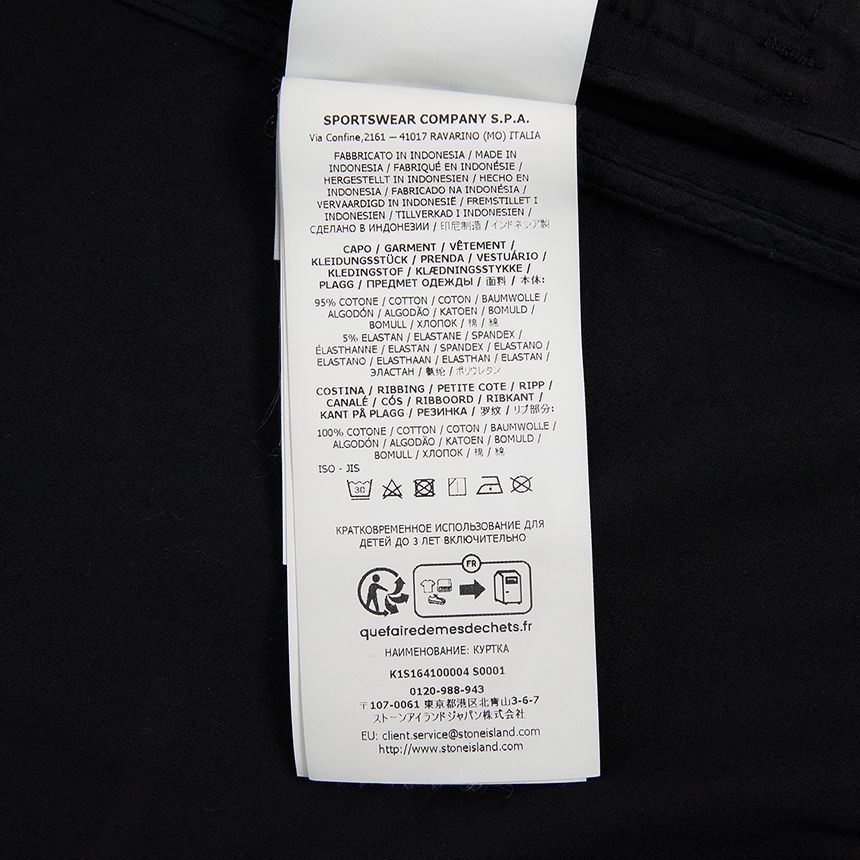 SPORTSWEAR COMPANY S.P.A.
Via Confine,2161 — 41017 RAVARINO (MO) ITALIA
FABBRICATO IN INDONESIA / MADE IN
INDONESIA / FABRIQUÉ EN INDONÉSIE /
HERGESTELLT IN INDONESIEN / HECHO EN
INDONESIA / FABRICADO NA INDONÉSIA /
VERVAARDIGD IN INDONESIË / FREMSTILLET I
INDONESIEN / TILLVERKAD I INDONESIEN /
СДЕЛАНО В ИНДОНЕЗИИ / 印尼制造 / インドネシア製
CAPO / GARMENT / VÊTEMENT /
KLEIDUNGSSTÜCK / PRENDA / VESTUÁRIO /
KLEDINGSTOF / KLÆDNINGSSTYKKE /
PLAGG / ПРЕДМЕТ ОДЕЖДЫ / 面料 / 本体:
95% COTONE / COTTON / COTON / BAUMWOLLE /
ALGODÓN / ALGODÃO / KATOEN / BOMULD /
BOMULL / ХЛОПОК / 棉 / 綿
5% ELASTAN / ELASTANE / SPANDEX /
ÉLASTHANNE / ELASTAN / SPANDEX / ELASTANO /
ELASTANO / ELASTHAAN / ELASTHAN / ELASTAN /
ЭЛАСТАН / 氨纶 / ポリウレタン
COSTINA / RIBBING / PETITE COTE / RIPP /
CANALÉ / CÓS / RIBBOORD / RIBKANT /
KANT PÅ PLAGG / РЕЗИНКА / 罗纹 / リブ部分:
100% COTONE / COTTON / COTON / BAUMWOLLE /
ALGODÓN / ALGODÃO / KATOEN / BOMULD /
BOMULL / ХЛОПОК / 棉 / 綿
ISO - JIS
30
КРАТКОВРЕМЕННОЕ ИСПОЛЬЗОВАНИЕ ДЛЯ
ДЕТЕЙ ДО 3 ЛЕТ ВКЛЮЧИТЕЛЬНО
FR
quefairedemesdechets.fr
НАИМЕНОВАНИЕ: КУРТКА
K1S164100004 S0001
0120-988-943
〒107-0061 東京都港区北青山3-6-7
ストーンアイランドジャパン株式会社
EU: client.service@stoneisland.com
http://www.stoneisland.com